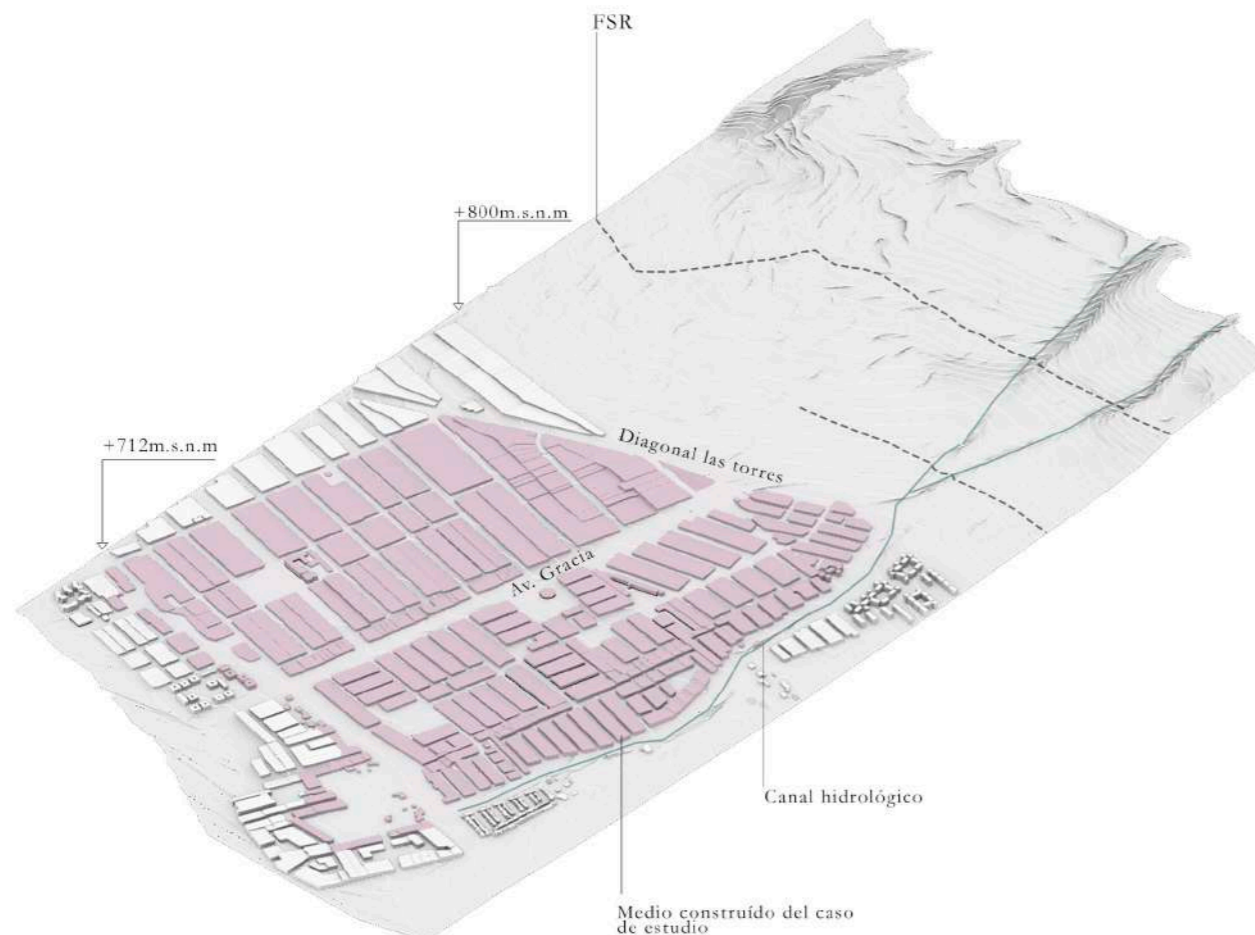 FSR
+800m.s.n.m
+712m.s.n.m
Diagonal las torres
Av. Gracia
Canal hidrológico
Medio construído del caso
de estudio